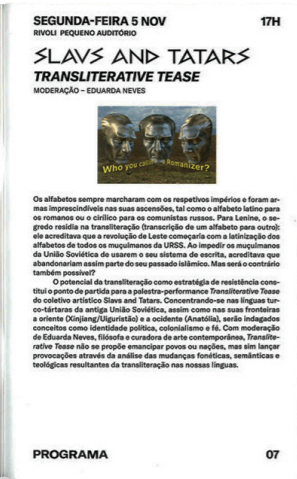 SEGUNDA-FEIRA 5 NOV 17H
RIVOLI PEQUENO AUDITÓRIO
SLAVS AND TATARS
TRANSLITERATIVE TEASE
MODERAÇÃO – EDUARDA NEVES
Who you callin' Romanizer?
Os alfabetos sempre marcharam com os respetivos impérios e foram ar-
mas imprescindíveis nas suas ascensões, tal como o alfabeto latino para
os romanos ou o cirílico para os comunistas russos. Para Lenine, o se-
gredo residia na transliteração (transcrição de um alfabeto para outro):
ele acreditava que a revolução de Leste começaria com a latinização dos
alfabetos de todos os muçulmanos da URSS. Ao impedir os muçulmanos
da União Soviética de usarem o seu sistema de escrita, acreditava que
abandonariam assim parte do seu passado islâmico. Mas será o contrário
também possível?
O potencial da transliteração como estratégia de resistência cons-
titui o ponto de partida para a palestra-performance Transliterative Tease
do coletivo artístico Slavs and Tatars. Concentrando-se nas línguas tur-
co-tártaras da antiga União Soviética, assim como nas suas fronteiras
a oriente (Xinjiang/Uiguristão) e a ocidente (Anatólia), serão indagados
conceitos como identidade política, colonialismo e fé. Com moderação
de Eduarda Neves, filósofa e curadora de arte contemporânea, Translite-
rative Tease não se propõe emancipar povos ou nações, mas sim lançar
provocações através da análise das mudanças fonéticas, semânticas e
teológicas resultantes da transliteração nas nossas línguas.
PROGRAMA 07